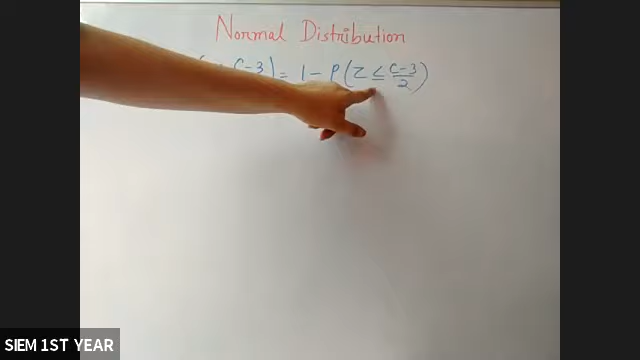 Normal Distribution
C-3) = 1 - P(Z ≤ C-3/2)
SIEM 1ST YEAR